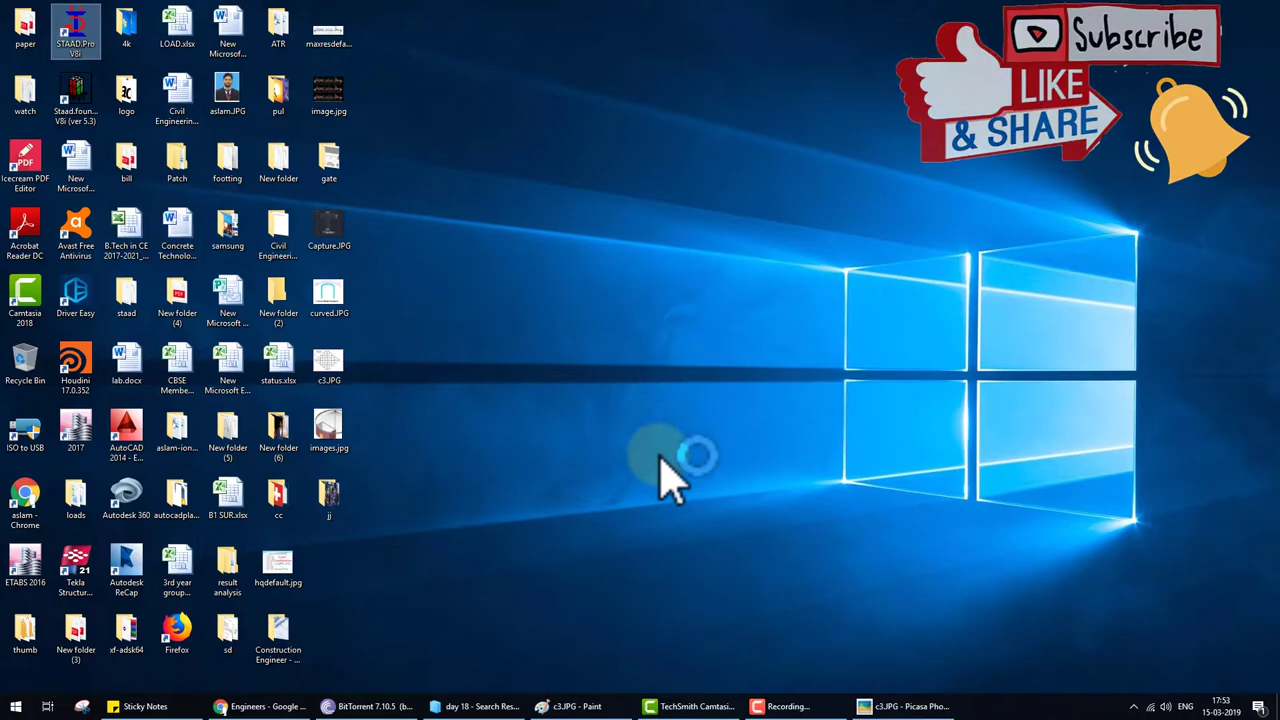 paper
STAAD.Pro
V8i
4k
LOAD.xlsx
New
Microsof...
ATR
maxresdefa...
Subscribe
LIKE
& SHARE
watch
Staad.foun...
V8i (ver 5.3)
logo
Civil
Engineerin...
aslam.JPG
pul
image.jpg
PDF
Icecream PDF
Editor
New
Microsof...
bill
Patch
footting
New folder
gate
Acrobat
Reader DC
Avast Free
Antivirus
B.Tech in CE
2017-2021_...
Concrete
Technolo...
samsung
Civil
Engineeri...
Capture.JPG
Camtasia
2018
Driver Easy
staad
New folder
(4)
New
Microsoft ...
New folder
(2)
curved.JPG
Recycle Bin
Houdini
17.0.352
lab.docx
CBSE
Membe...
New
Microsoft E...
status.xlsx
c3.JPG
ISO to USB
2017
AutoCAD
2014 - E...
aslam-ion...
New folder
(5)
New folder
(6)
images.jpg
aslam -
Chrome
loads
Autodesk 360
autocadpla...
B1 SUR.xlsx
cc
jj
ETABS 2016
21
Tekla
Structur...
Autodesk
ReCap
3rd year
group...
result
analysis
hqdefault.jpg
thumb
New folder
(3)
xf-adsk64
Firefox
sd
Construction
Engineer - ...
Sticky Notes
Engineers - Google ...
BitTorrent 7.10.5 (b...
day 18 - Search Res...
c3.JPG - Paint
TechSmith Camtasi...
Recording...
c3.JPG - Picasa Pho...
ENG
17:53
15-03-2019